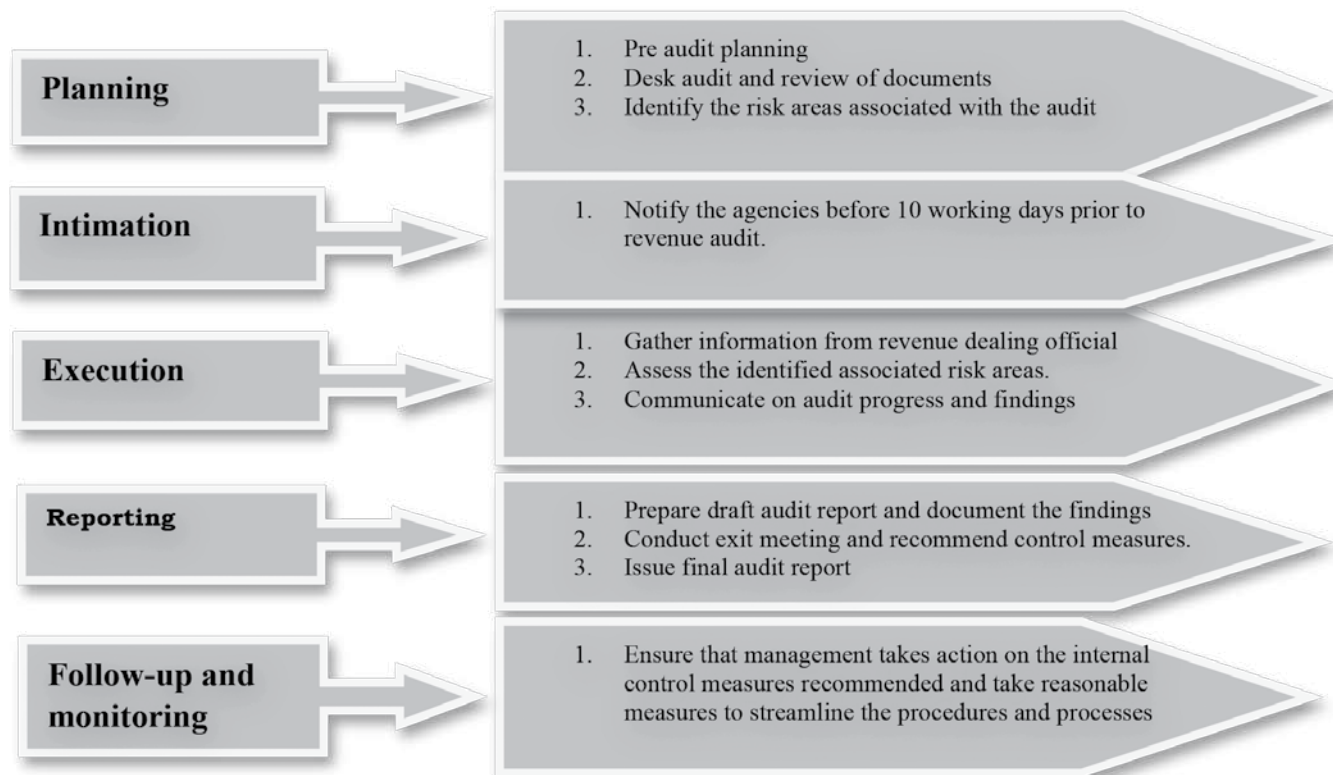 Planning
1. Pre audit planning
2. Desk audit and review of documents
3. Identify the risk areas associated with the audit
Intimation
1. Notify the agencies before 10 working days prior to
revenue audit.
Execution
1. Gather information from revenue dealing official
2. Assess the identified associated risk areas.
3. Communicate on audit progress and findings
Reporting
1. Prepare draft audit report and document the findings
2. Conduct exit meeting and recommend control measures.
3. Issue final audit report
Follow-up and
monitoring
1. Ensure that management takes action on the internal
control measures recommended and take reasonable
measures to streamline the procedures and processes